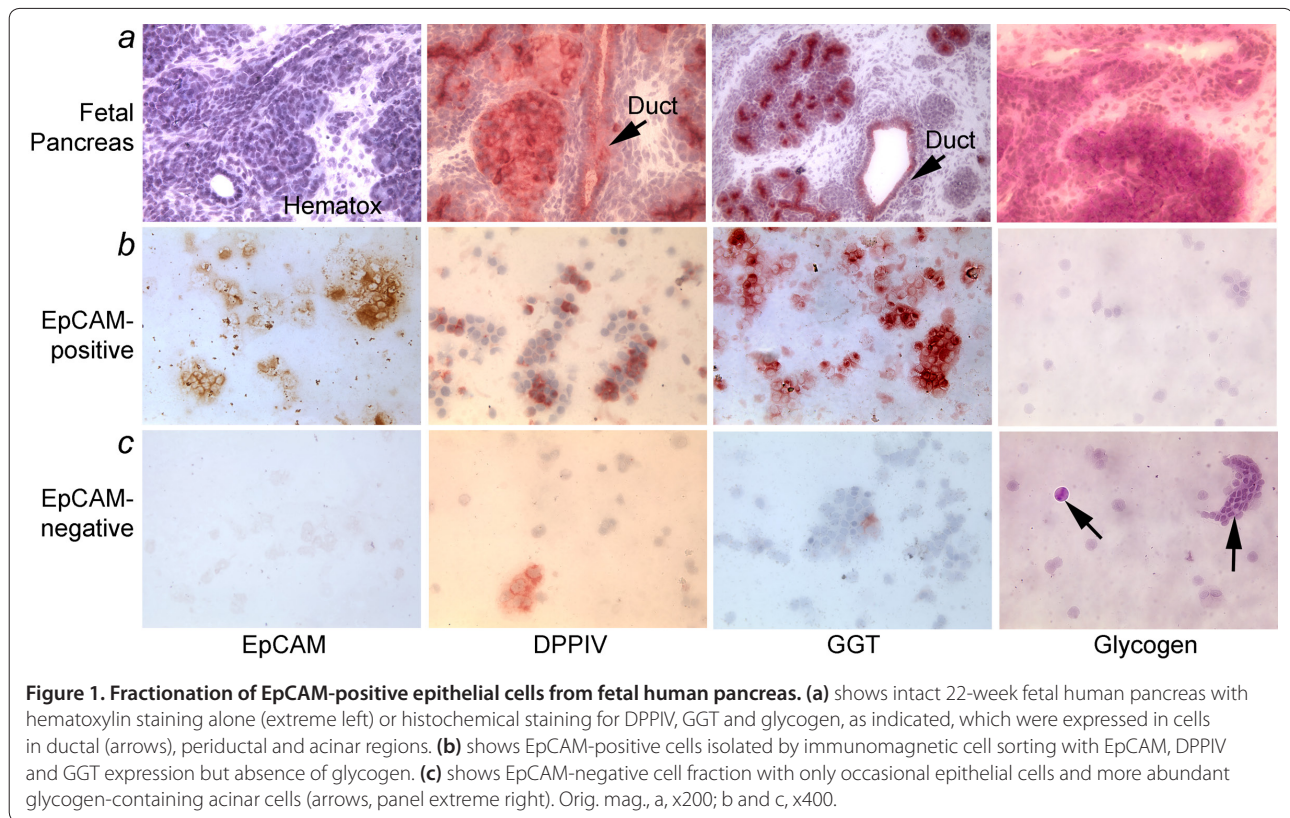 a
Fetal
Pancreas
Hematox
Duct
Duct
b
EpCAM-
positive
c
EpCAM-
negative
EpCAM
DPPIV
GGT
Glycogen
Figure 1. Fractionation of EpCAM-positive epithelial cells from fetal human pancreas. (a) shows intact 22-week fetal human pancreas with
hematoxylin staining alone (extreme left) or histochemical staining for DPPIV, GGT and glycogen, as indicated, which were expressed in cells
in ductal (arrows), periductal and acinar regions. (b) shows EpCAM-positive cells isolated by immunomagnetic cell sorting with EpCAM, DPPIV
and GGT expression but absence of glycogen. (c) shows EpCAM-negative cell fraction with only occasional epithelial cells and more abundant
glycogen-containing acinar cells (arrows, panel extreme right). Orig. mag., a, x200; b and c, x400.